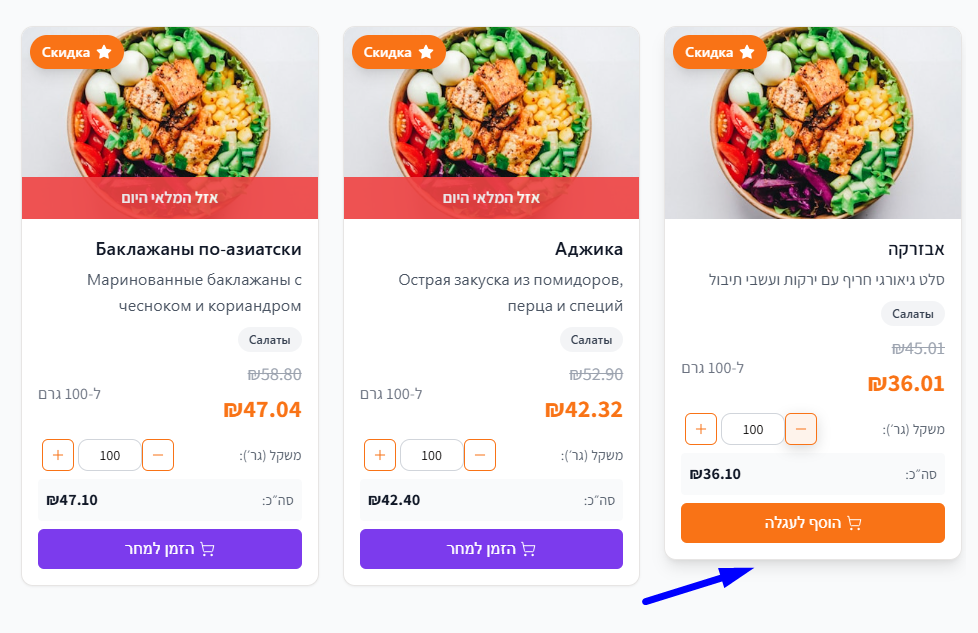 Скидка
אבזרקה
סלט גיאורגי חריף עם ירקות ועשבי תיבול
Салаты
₪45.01
₪36.01
ל-100 גרם
משקל (גר׳):
100
סה״כ:
₪36.10
הוסף לעגלה
Скидка
אזל המלאי היום
Аджика
Острая закуска из помидоров,
перца и специй
Салаты
₪52.90
₪42.32
ל-100 גרם
משקל (גר׳):
100
סה״כ:
₪42.40
הזמן למחר
Скидка
אזל המלאי היום
Баклажаны по-азиатски
Маринованные баклажаны с
чесноком и кориандром
Салаты
₪58.80
₪47.04
ל-100 גרם
משקל (גר׳):
100
סה״כ:
₪47.10
הזמן למחר